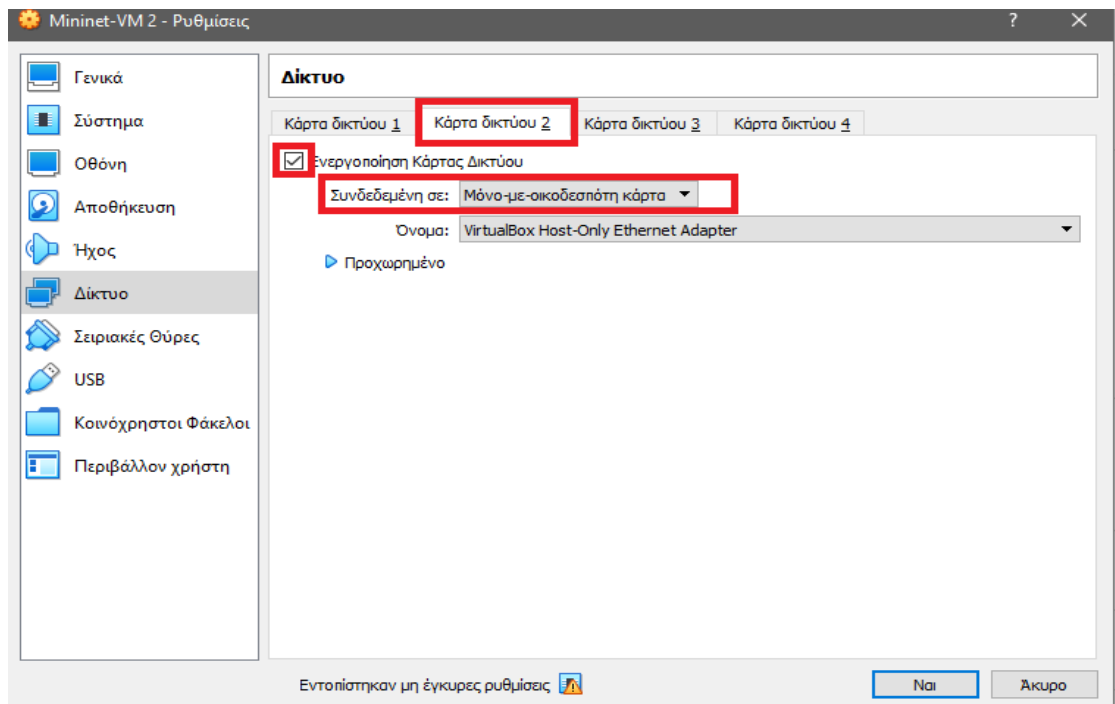 Mininet-VM 2 - Ρυθμίσεις ? ×
Γενικά
Σύστημα
Οθόνη
Αποθήκευση
Ήχος
Δίκτυο
Σειριακές Θύρες
USB
Κοινόχρηστοι Φάκελοι
Περιβάλλον χρήστη
Δίκτυο
Κάρτα δικτύου 1 Κάρτα δικτύου 2 Κάρτα δικτύου 3 Κάρτα δικτύου 4
Ενεργοποίηση Κάρτας Δικτύου
Συνδεδεμένη σε: Μόνο-με-οικοδεσπότη κάρτα
Όνομα: VirtualBox Host-Only Ethernet Adapter
Προχωρημένο
Εντοπίστηκαν μη έγκυρες ρυθμίσεις
Ναι Άκυρο